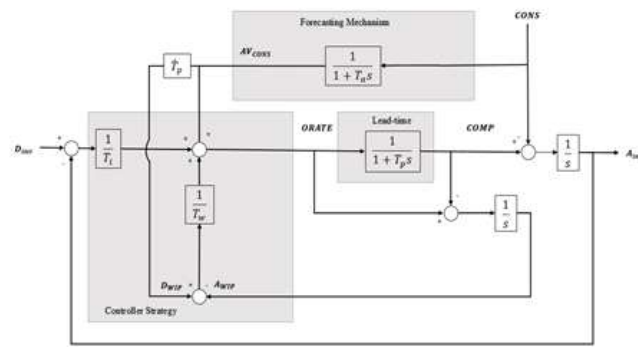 Forecasting Mechanism
CONS
AV_CONS
T̂_p
1 / (1 + T_a s)
ORATE
Lead-time
COMP
D_INV
+
-
1 / T_i
+
+
+
1 / (1 + T_p s)
+
-
1 / s
1 / T_w
-
+
1 / s
D_WIP
+
-
A_WIP
Controller Strategy